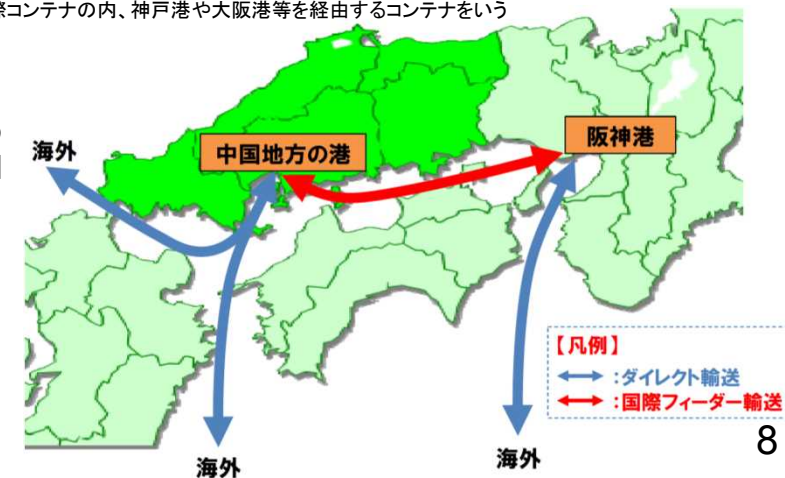 際コンテナの内、神戸港や大阪港等を経由するコンテナをいう
海外
中国地方の港
阪神港
【凡例】
：ダイレクト輸送
：国際フィーダー輸送
海外
海外
8